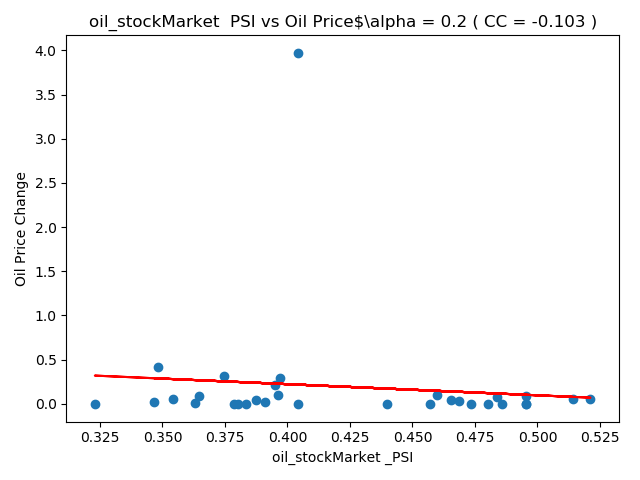 oil_stockMarket  PSI vs Oil Price$\alpha = 0.2 ( CC = -0.103 )
4.0
3.5
3.0
2.5
2.0
1.5
1.0
0.5
0.0
Oil Price Change
0.325 0.350 0.375 0.400 0.425 0.450 0.475 0.500 0.525
oil_stockMarket _PSI